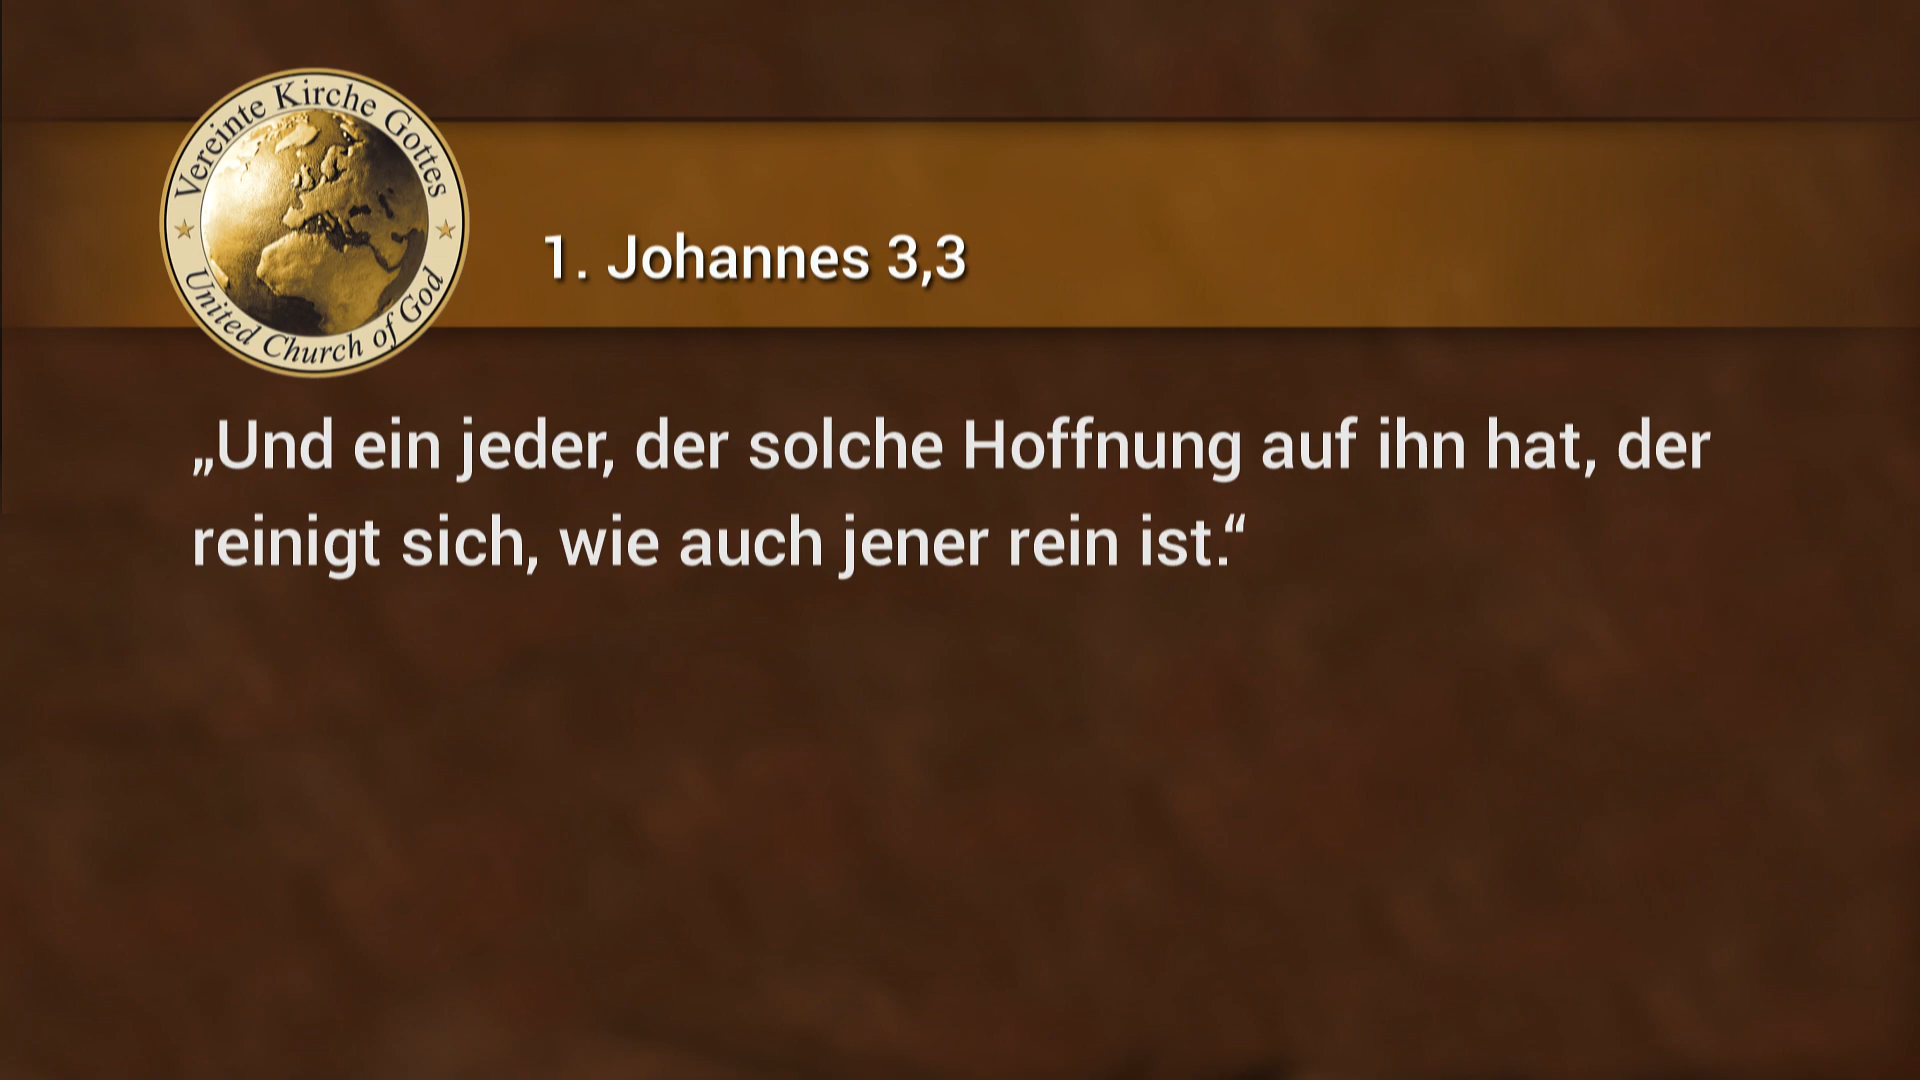 Vereinte Kirche Gottes
United Church of God
1. Johannes 3,3
„Und ein jeder, der solche Hoffnung auf ihn hat, der
reinigt sich, wie auch jener rein ist.“